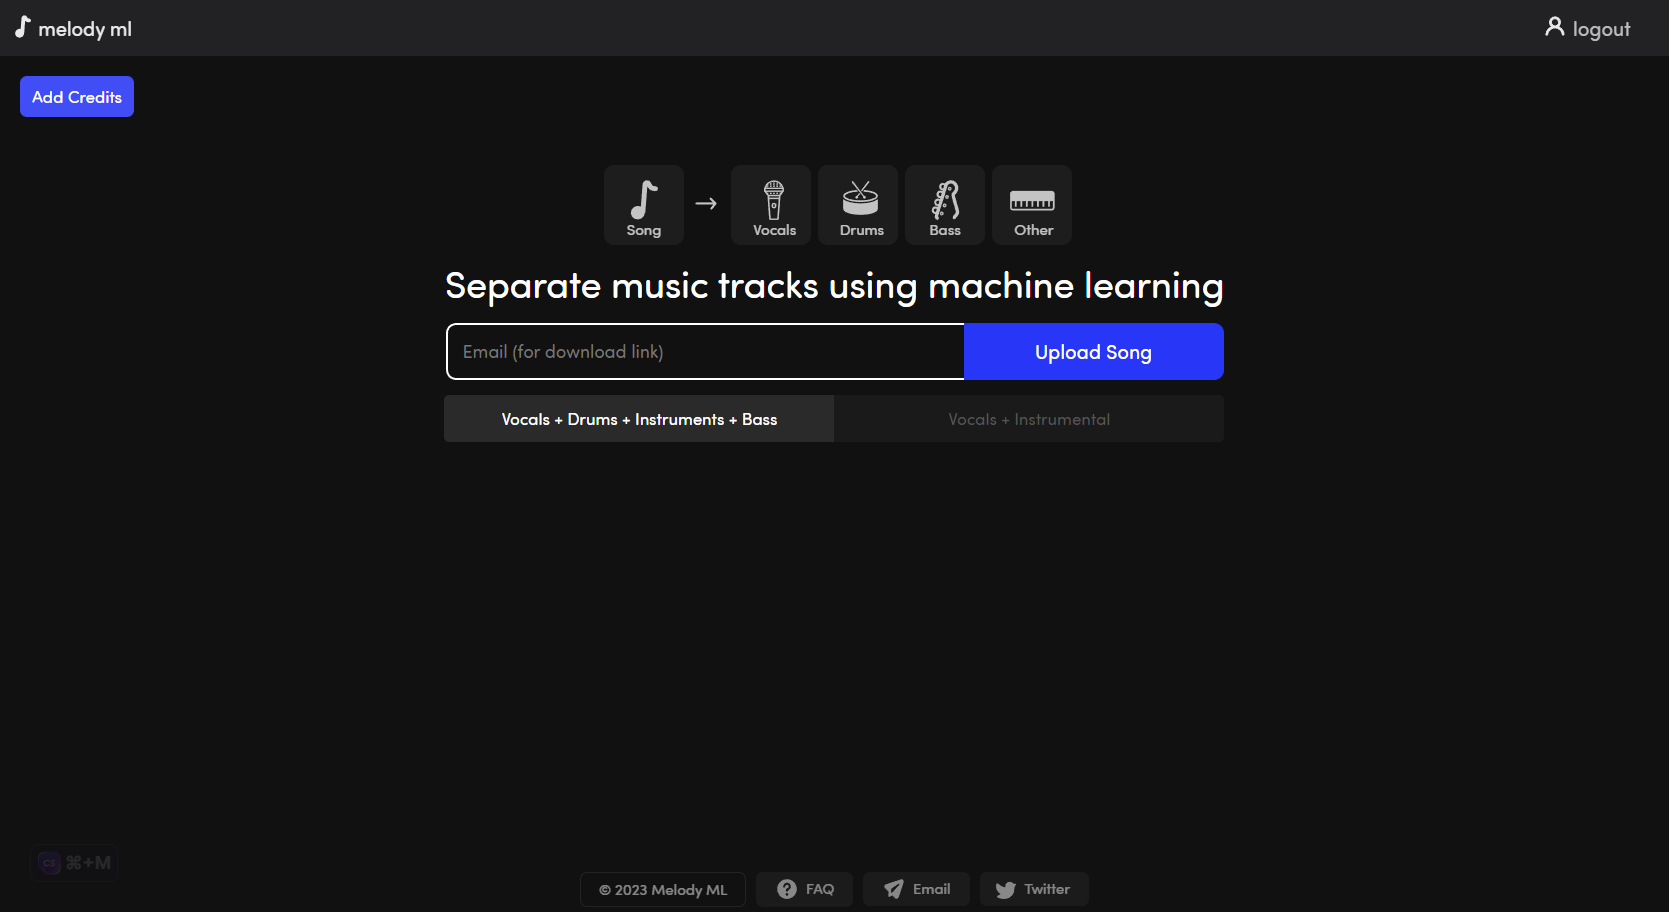 melody ml
logout
Add Credits
Song
Vocals
Drums
Bass
Other
Separate music tracks using machine learning
Email (for download link)
Upload Song
Vocals + Drums + Instruments + Bass
Vocals + Instrumental
CS ⌘+M
© 2023 Melody ML
FAQ
Email
Twitter